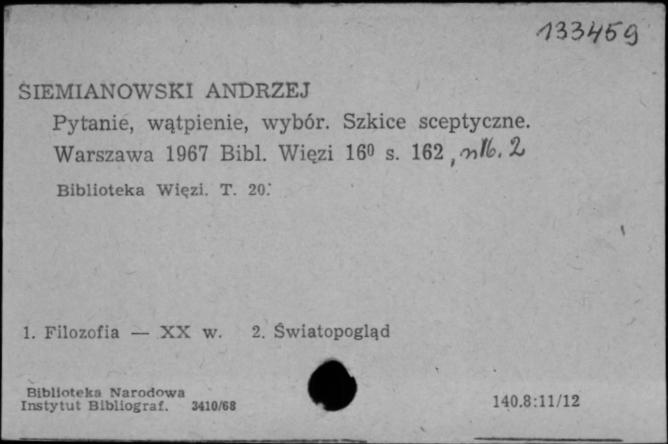 133459
SIEMIANOWSKI ANDRZEJ
Pytanie, wątpienie, wybór. Szkice sceptyczne.
Warszawa 1967 Bibl. Więzi 16⁰ s. 162, nlb. 2
Biblioteka Więzi. T. 20.
1. Filozofia — XX w. 2. Światopogląd
Biblioteka Narodowa
Instytut Bibliograf. 3410/68
140.8:11/12